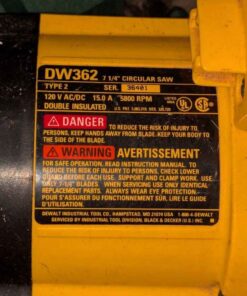 DW362 7 1/4" CIRCULAR SAW
TYPE 2 SER. 36401
120 V AC/DC 15.0 A 5800 RPM
DOUBLE INSULATED
DANGER TO REDUCE THE RISK OF INJURY TO
PERSONS, KEEP HANDS AWAY FROM BLADE. KEEP YOUR BODY TO
THE SIDE OF THE BLADE.
WARNING AVERTISSEMENT
FOR SAFE OPERATION, READ INSTRUCTION MANUAL. TO
REDUCE THE RISK OF INJURY TO PERSONS, CHECK LOWER
GUARD BEFORE EACH USE. SUPPORT AND CLAMP WORK. USE
ONLY 7-1/4" BLADES. WHEN SERVICING USE ONLY IDENTICAL
REPLACEMENT PARTS. ALWAYS WEAR EYE PROTECTION-
POUR S'ASSURER DU FONCTIONNEMENT SECURITAIRE DE
L'OUTIL, LIRE LE GUIDE D'UTILISATION
DEWALT INDUSTRIAL TOOL CO., HAMPSTEAD, MD 21074 USA 1-800-4-DEWALT
SERVICED BY INDUSTRIAL TOOL DIVISION, BLACK & DECKER (U.S.) INC.